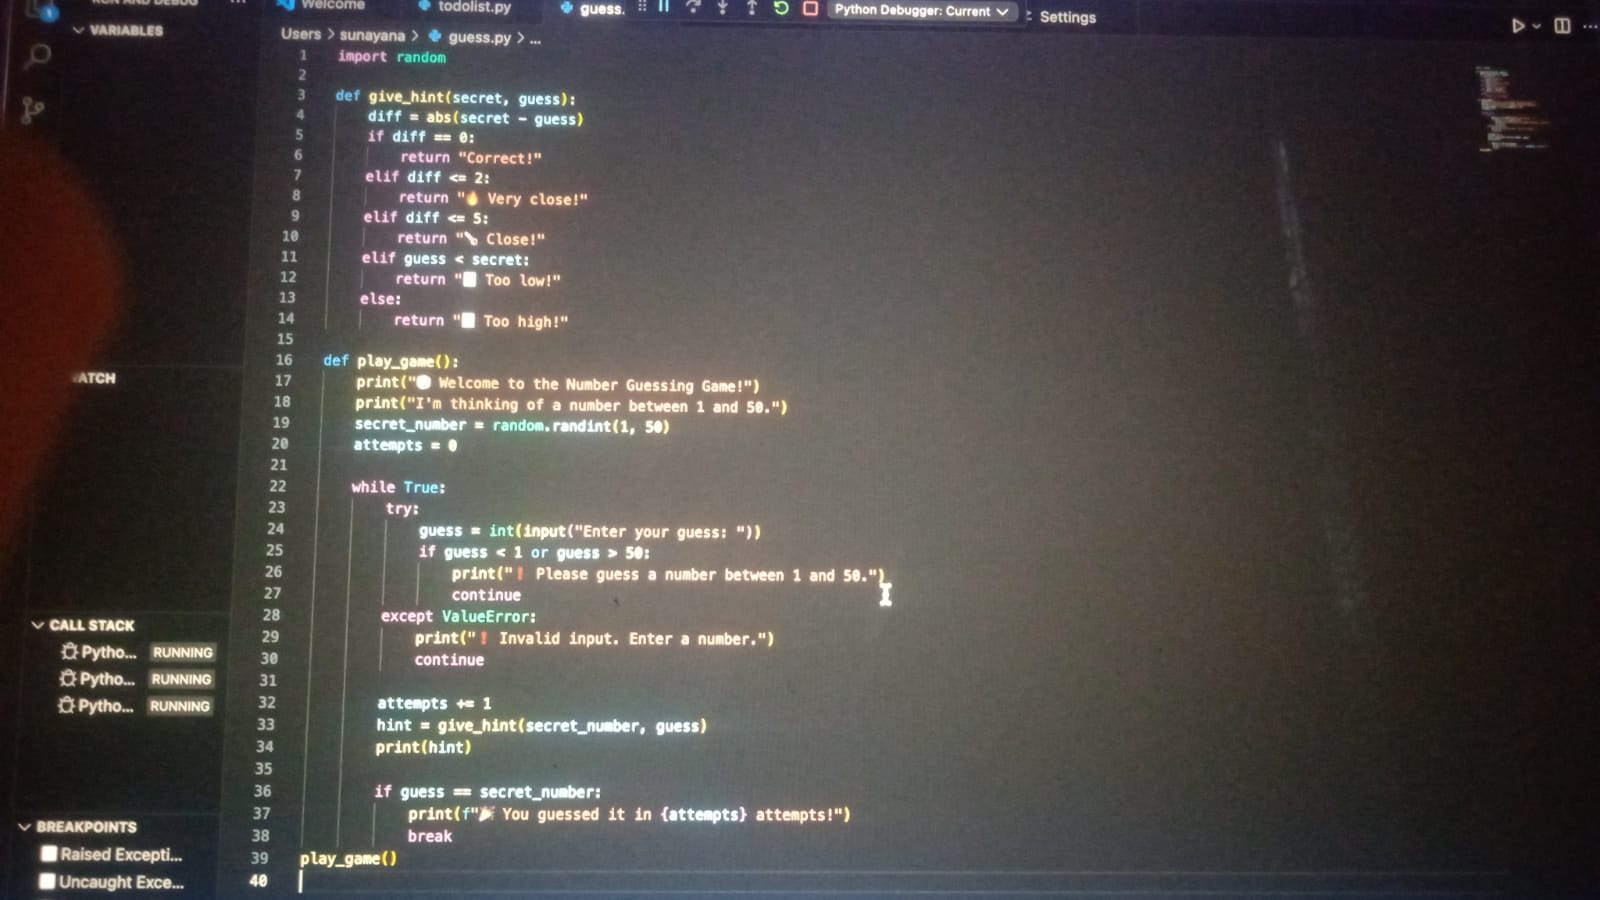 RUN AND DEBUG ...
Welcome
todolist.py
guess.
Python Debugger: Current
Settings
VARIABLES
Users > sunayana > guess.py > ...
1 import random
2
3 def give_hint(secret, guess):
4 diff = abs(secret - guess)
5 if diff == 0:
6 return "Correct!"
7 elif diff <= 2:
8 return "🔥 Very close!"
9 elif diff <= 5:
10 return " Close!"
11 elif guess < secret:
12 return " Too low!"
13 else:
14 return " Too high!"
15
16 def play_game():
17 print(" Welcome to the Number Guessing Game!")
18 print("I'm thinking of a number between 1 and 50.")
19 secret_number = random.randint(1, 50)
20 attempts = 0
21
22 while True:
23 try:
24 guess = int(input("Enter your guess: "))
25 if guess < 1 or guess > 50:
26 print("❗ Please guess a number between 1 and 50.")
27 continue
28 except ValueError:
29 print("❗ Invalid input. Enter a number.")
30 continue
31
32 attempts += 1
33 hint = give_hint(secret_number, guess)
34 print(hint)
35
36 if guess == secret_number:
37 print(f"🎉 You guessed it in {attempts} attempts!")
38 break
39 play_game()
40
ATCH
CALL STACK
Pytho... RUNNING
Pytho... RUNNING
Pytho... RUNNING
BREAKPOINTS
Raised Excepti...
Uncaught Exce...